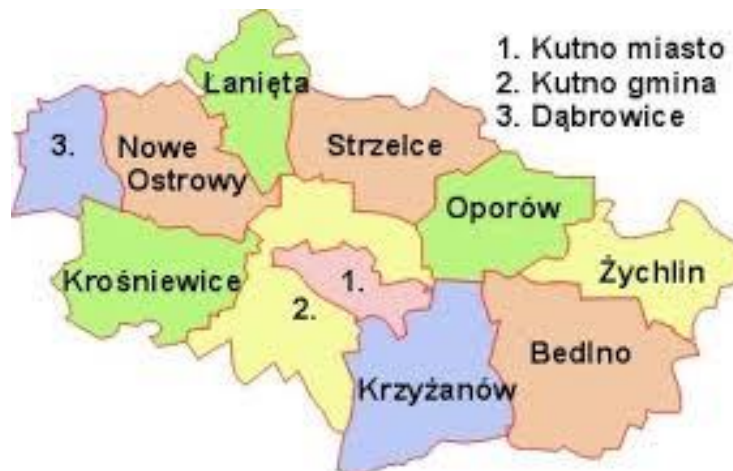 1. Kutno miasto
2. Kutno gmina
3. Dąbrowice
Łanięta
3.
Nowe
Ostrowy
Strzelce
Oporów
Żychlin
Krośniewice
1.
2.
Bedlno
Krzyżanów